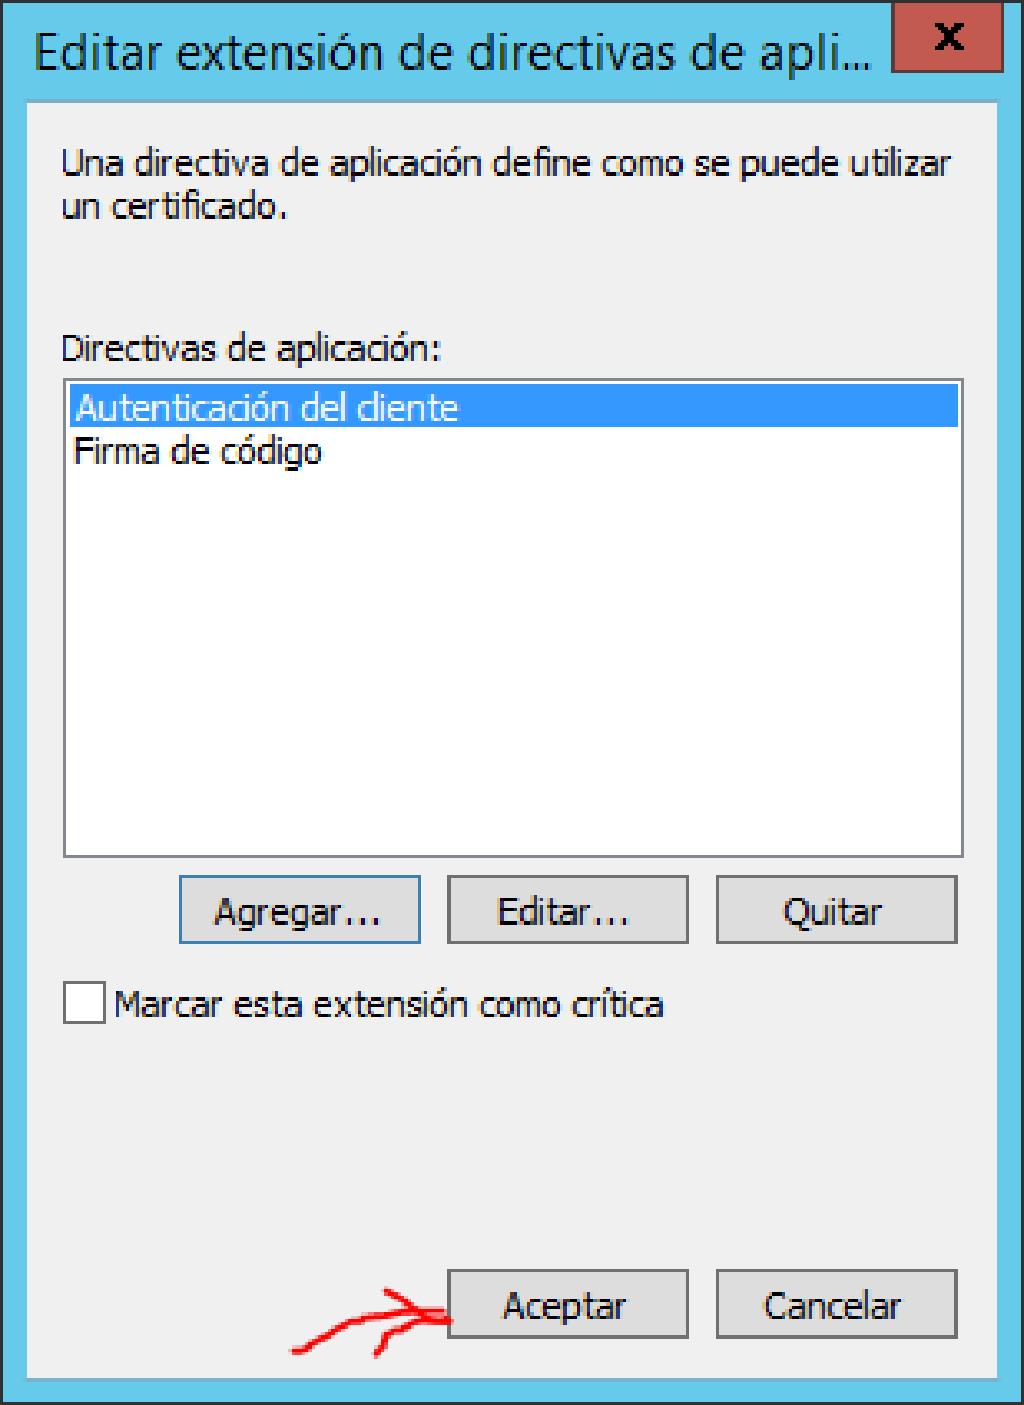 Editar extensión de directivas de apli...
x
Una directiva de aplicación define como se puede utilizar
un certificado.
Directivas de aplicación:
Autenticación del cliente
Firma de código
Agregar... Editar... Quitar
Marcar esta extensión como crítica
Aceptar Cancelar